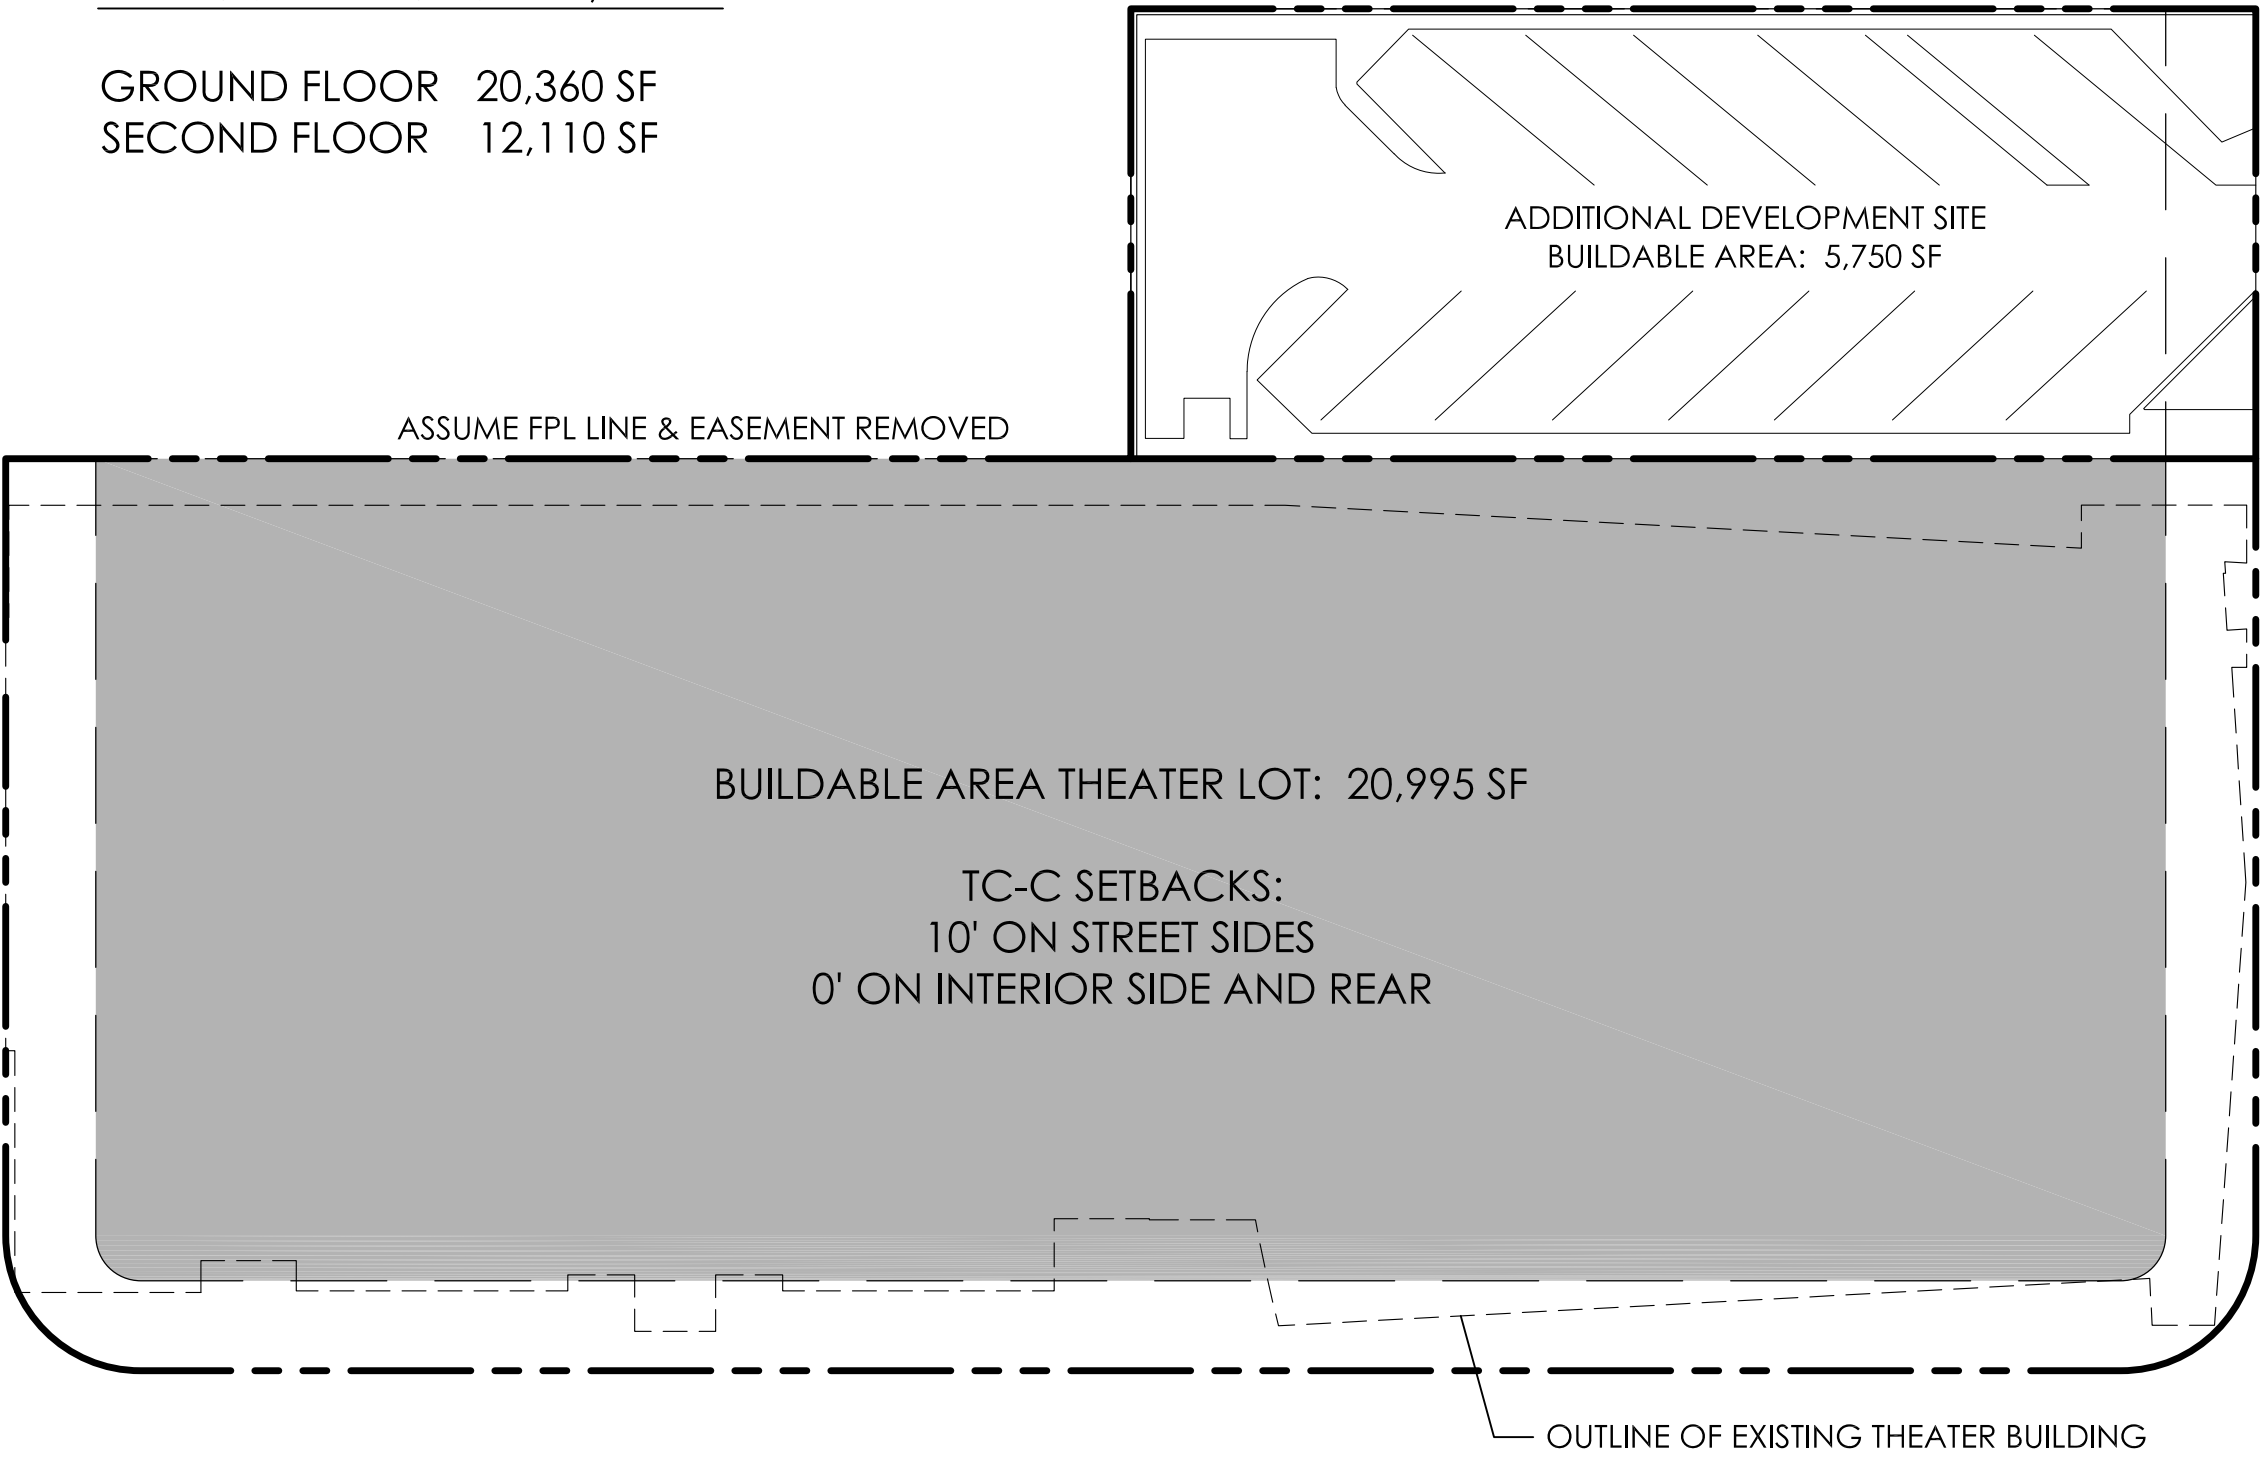 GROUND FLOOR 20,360 SF
SECOND FLOOR 12,110 SF
ADDITIONAL DEVELOPMENT SITE
BUILDABLE AREA: 5,750 SF
ASSUME FPL LINE & EASEMENT REMOVED
BUILDABLE AREA THEATER LOT: 20,995 SF
TC-C SETBACKS:
10' ON STREET SIDES
0' ON INTERIOR SIDE AND REAR
OUTLINE OF EXISTING THEATER BUILDING